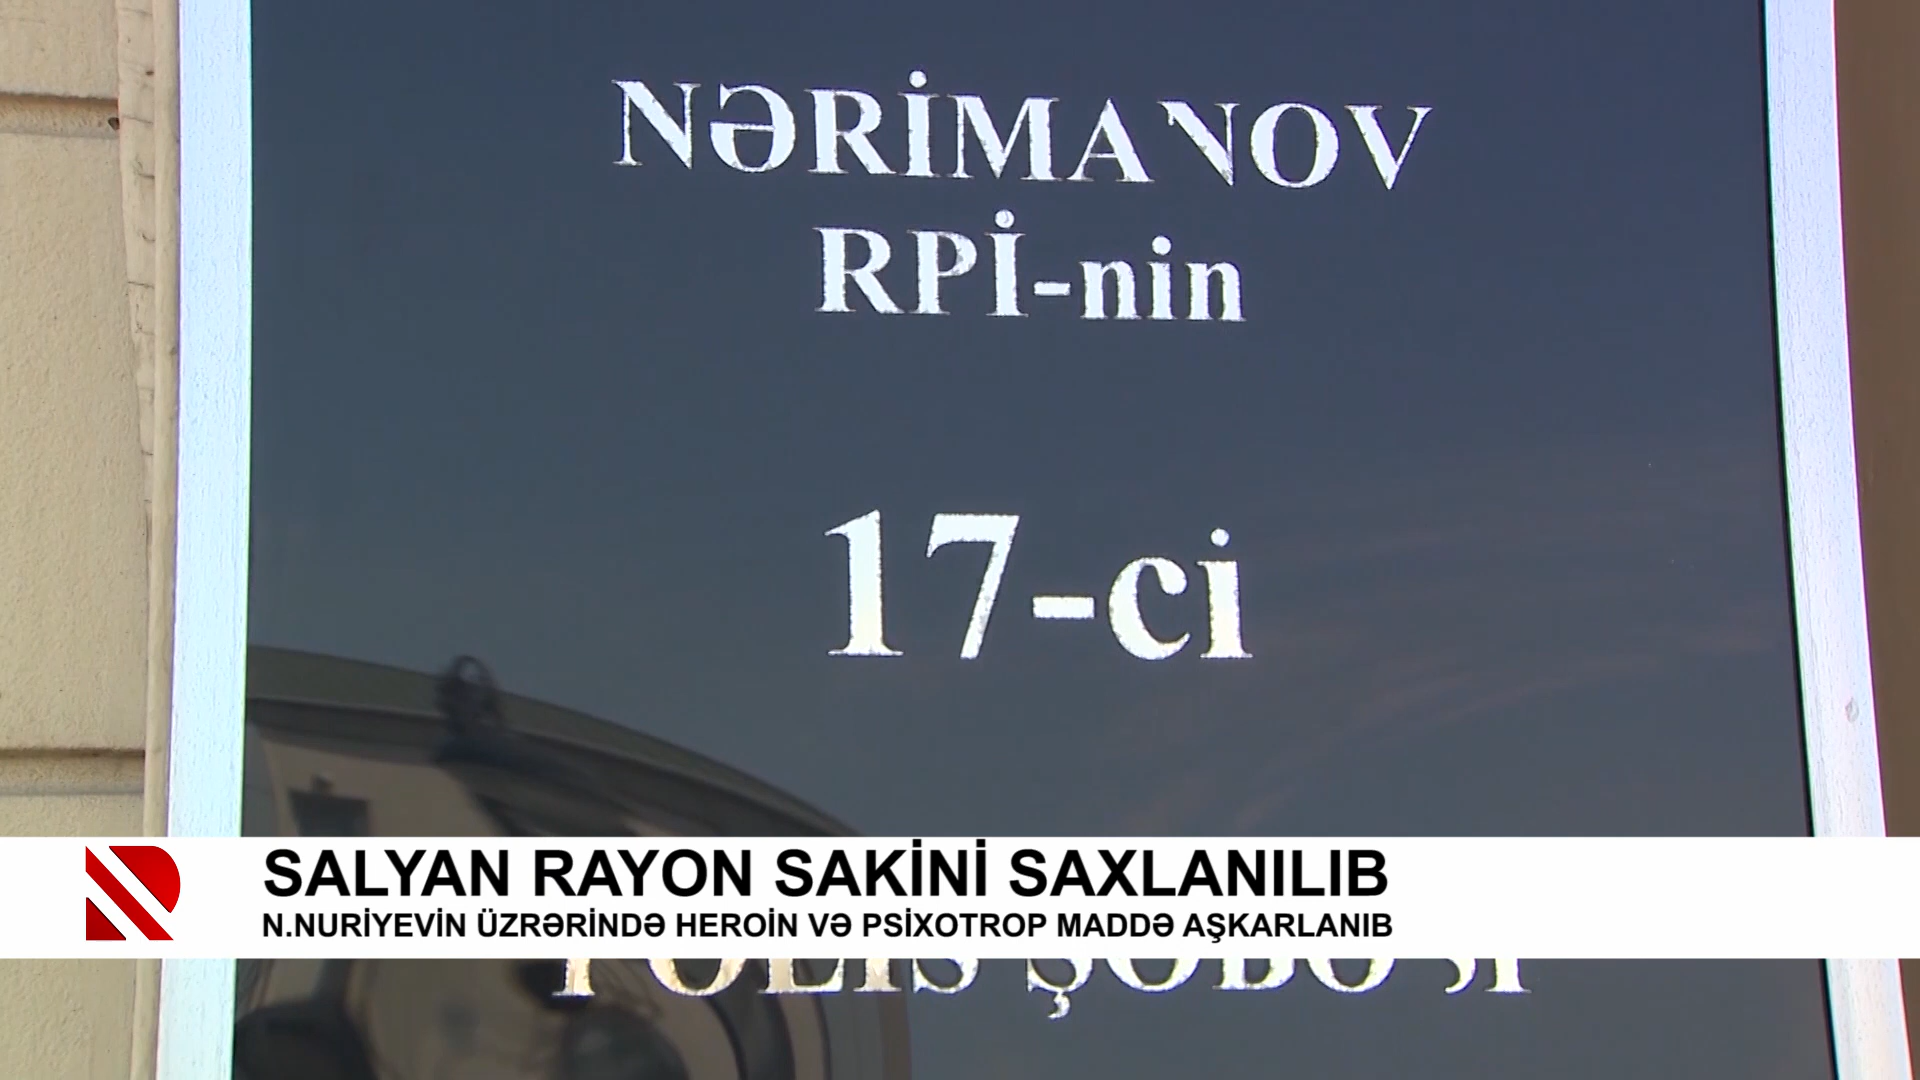 NƏRİMANOV
RPİ-nin
17-ci
SALYAN RAYON SAKİNİ SAXLANILIB
N.NURİYEVİN ÜZRƏRİNDƏ HEROİN VƏ PSİXOTROP MADDƏ AŞKARLANIB